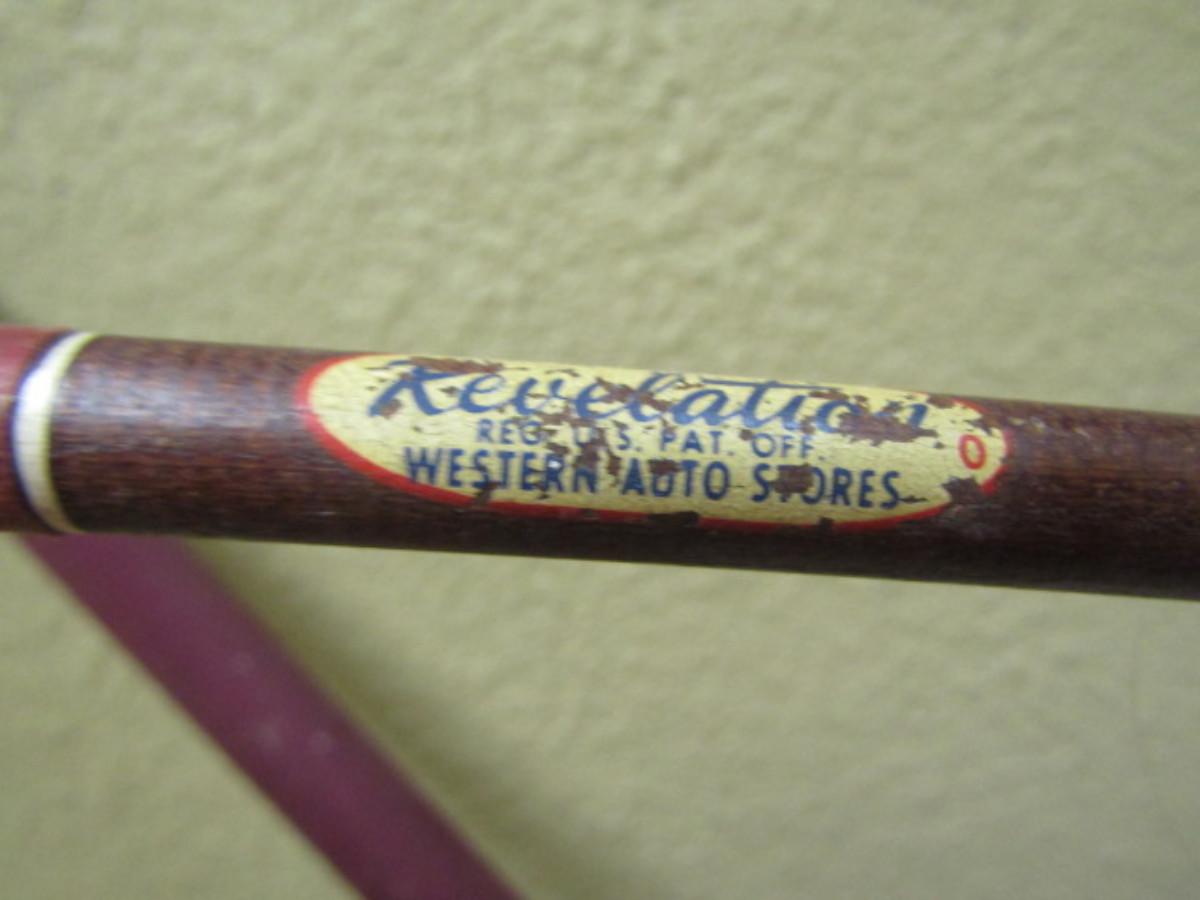 Revelation
REG. U.S. PAT. OFF.
WESTERN AUTO STORES
O